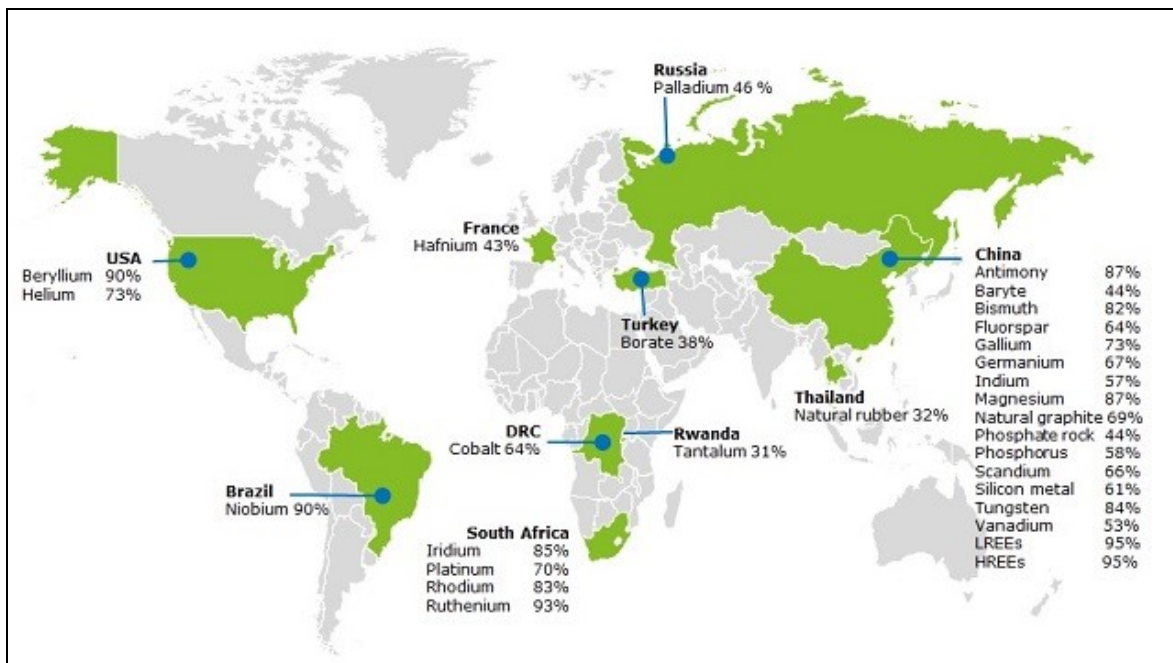 Russia
Palladium 46 %
France
Hafnium 43%
USA
Beryllium 90%
Helium 73%
Turkey
Borate 38%
China
Antimony 87%
Baryte 44%
Bismuth 82%
Fluorspar 64%
Gallium 73%
Germanium 67%
Indium 57%
Magnesium 87%
Natural graphite 69%
Phosphate rock 44%
Phosphorus 58%
Scandium 66%
Silicon metal 61%
Tungsten 84%
Vanadium 53%
LREEs 95%
HREEs 95%
Thailand
Natural rubber 32%
DRC
Cobalt 64%
Rwanda
Tantalum 31%
Brazil
Niobium 90%
South Africa
Iridium 85%
Platinum 70%
Rhodium 83%
Ruthenium 93%